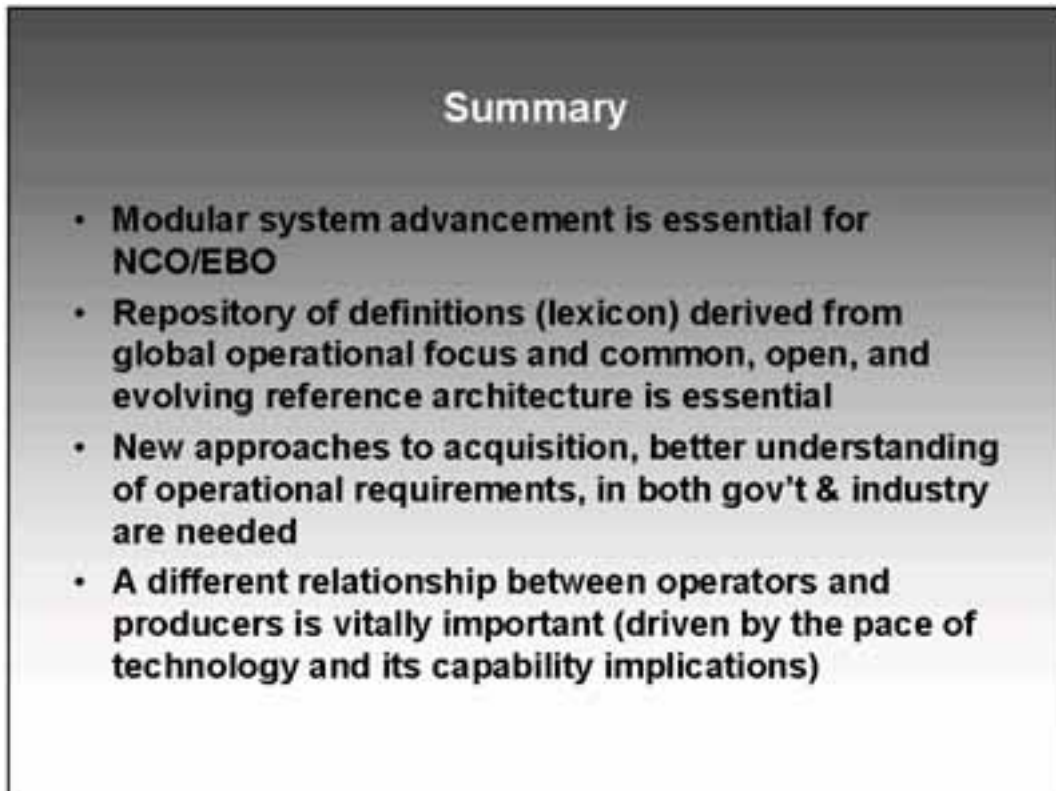 Summary
• Modular system advancement is essential for
NCO/EBO
• Repository of definitions (lexicon) derived from
global operational focus and common, open, and
evolving reference architecture is essential
• New approaches to acquisition, better understanding
of operational requirements, in both gov't & industry
are needed
• A different relationship between operators and
producers is vitally important (driven by the pace of
technology and its capability implications)